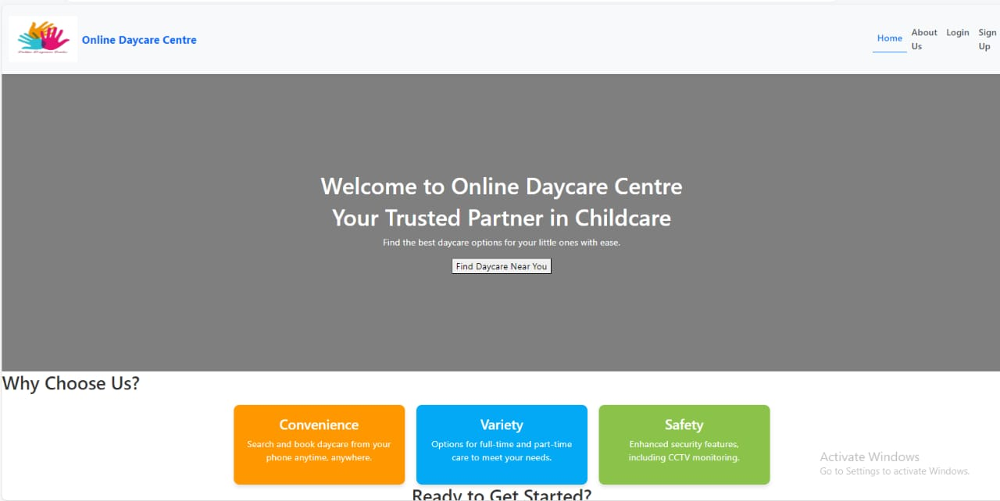 Online Daycare Centre
Online Daycare Centre
Home
About
Us
Login
Sign
Up
Welcome to Online Daycare Centre
Your Trusted Partner in Childcare
Find the best daycare options for your little ones with ease.
Find Daycare Near You
Why Choose Us?
Convenience
Search and book daycare from your
phone anytime, anywhere.
Variety
Options for full-time and part-time
care to meet your needs.
Safety
Enhanced security features,
including CCTV monitoring.
Activate Windows
Go to Settings to activate Windows.
Ready to Get Started?